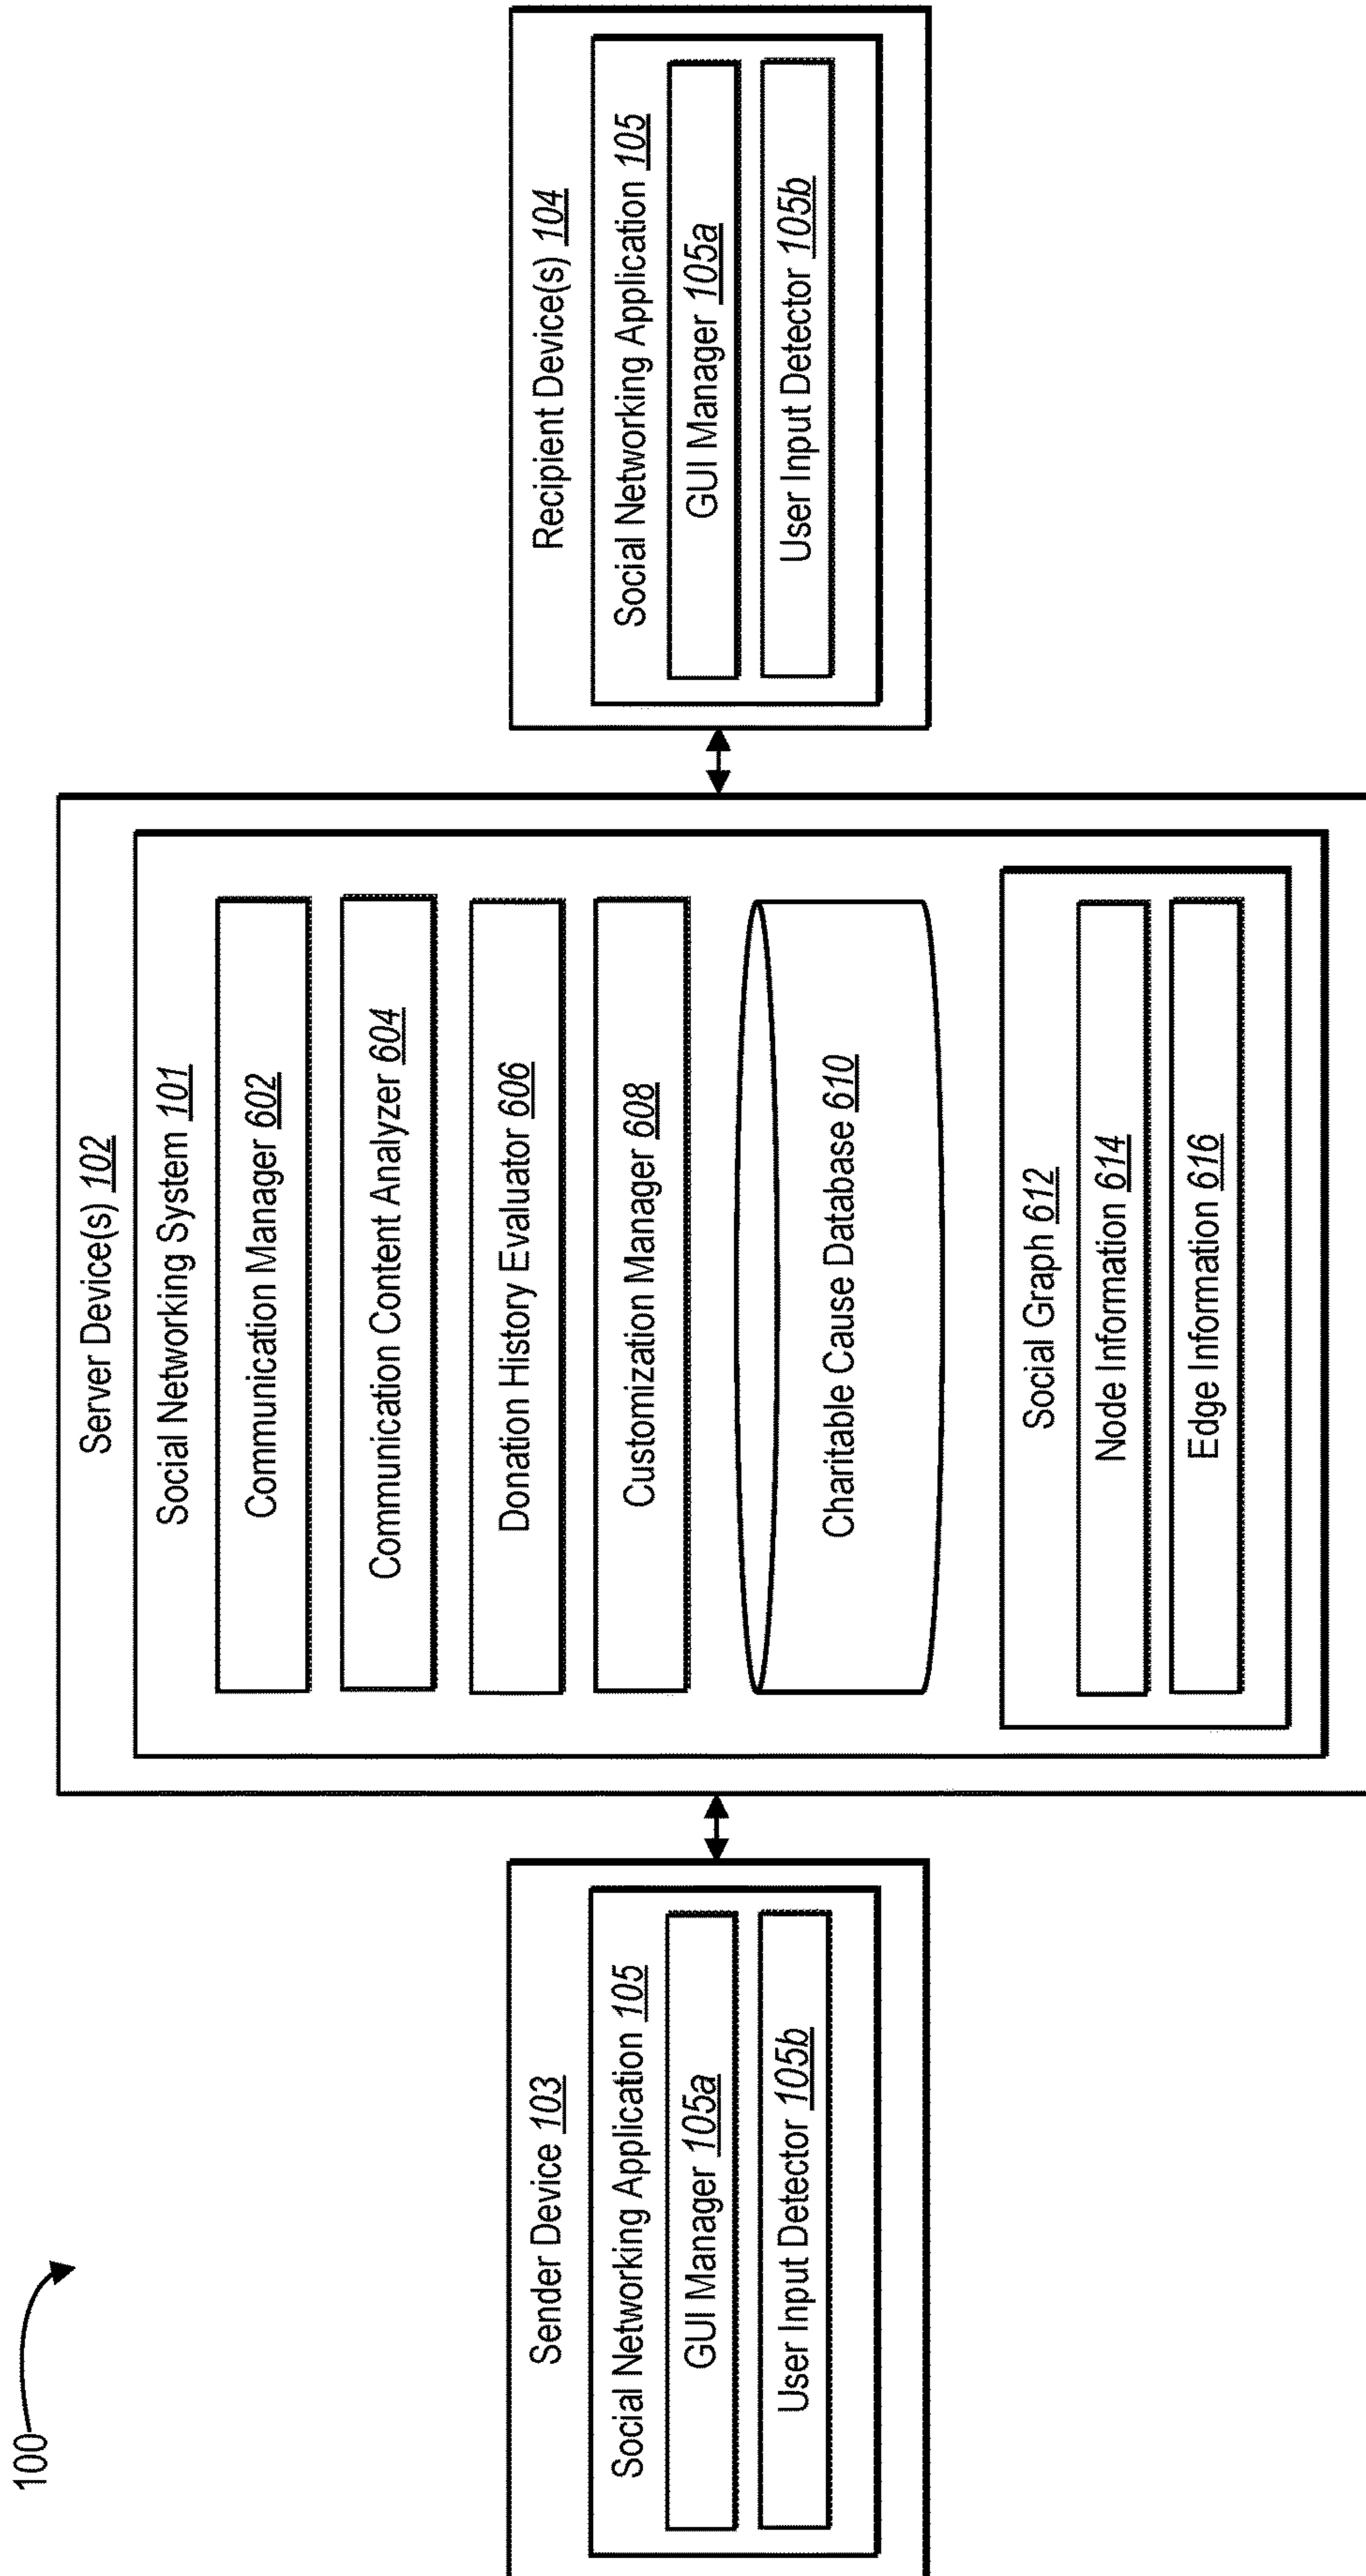 100
Sender Device 103
Social Networking Application 105
GUI Manager 105a
User Input Detector 105b
Server Device(s) 102
Social Networking System 101
Communication Manager 602
Communication Content Analyzer 604
Donation History Evaluator 606
Customization Manager 608
Charitable Cause Database 610
Social Graph 612
Node Information 614
Edge Information 616
Recipient Device(s) 104
Social Networking Application 105
GUI Manager 105a
User Input Detector 105b